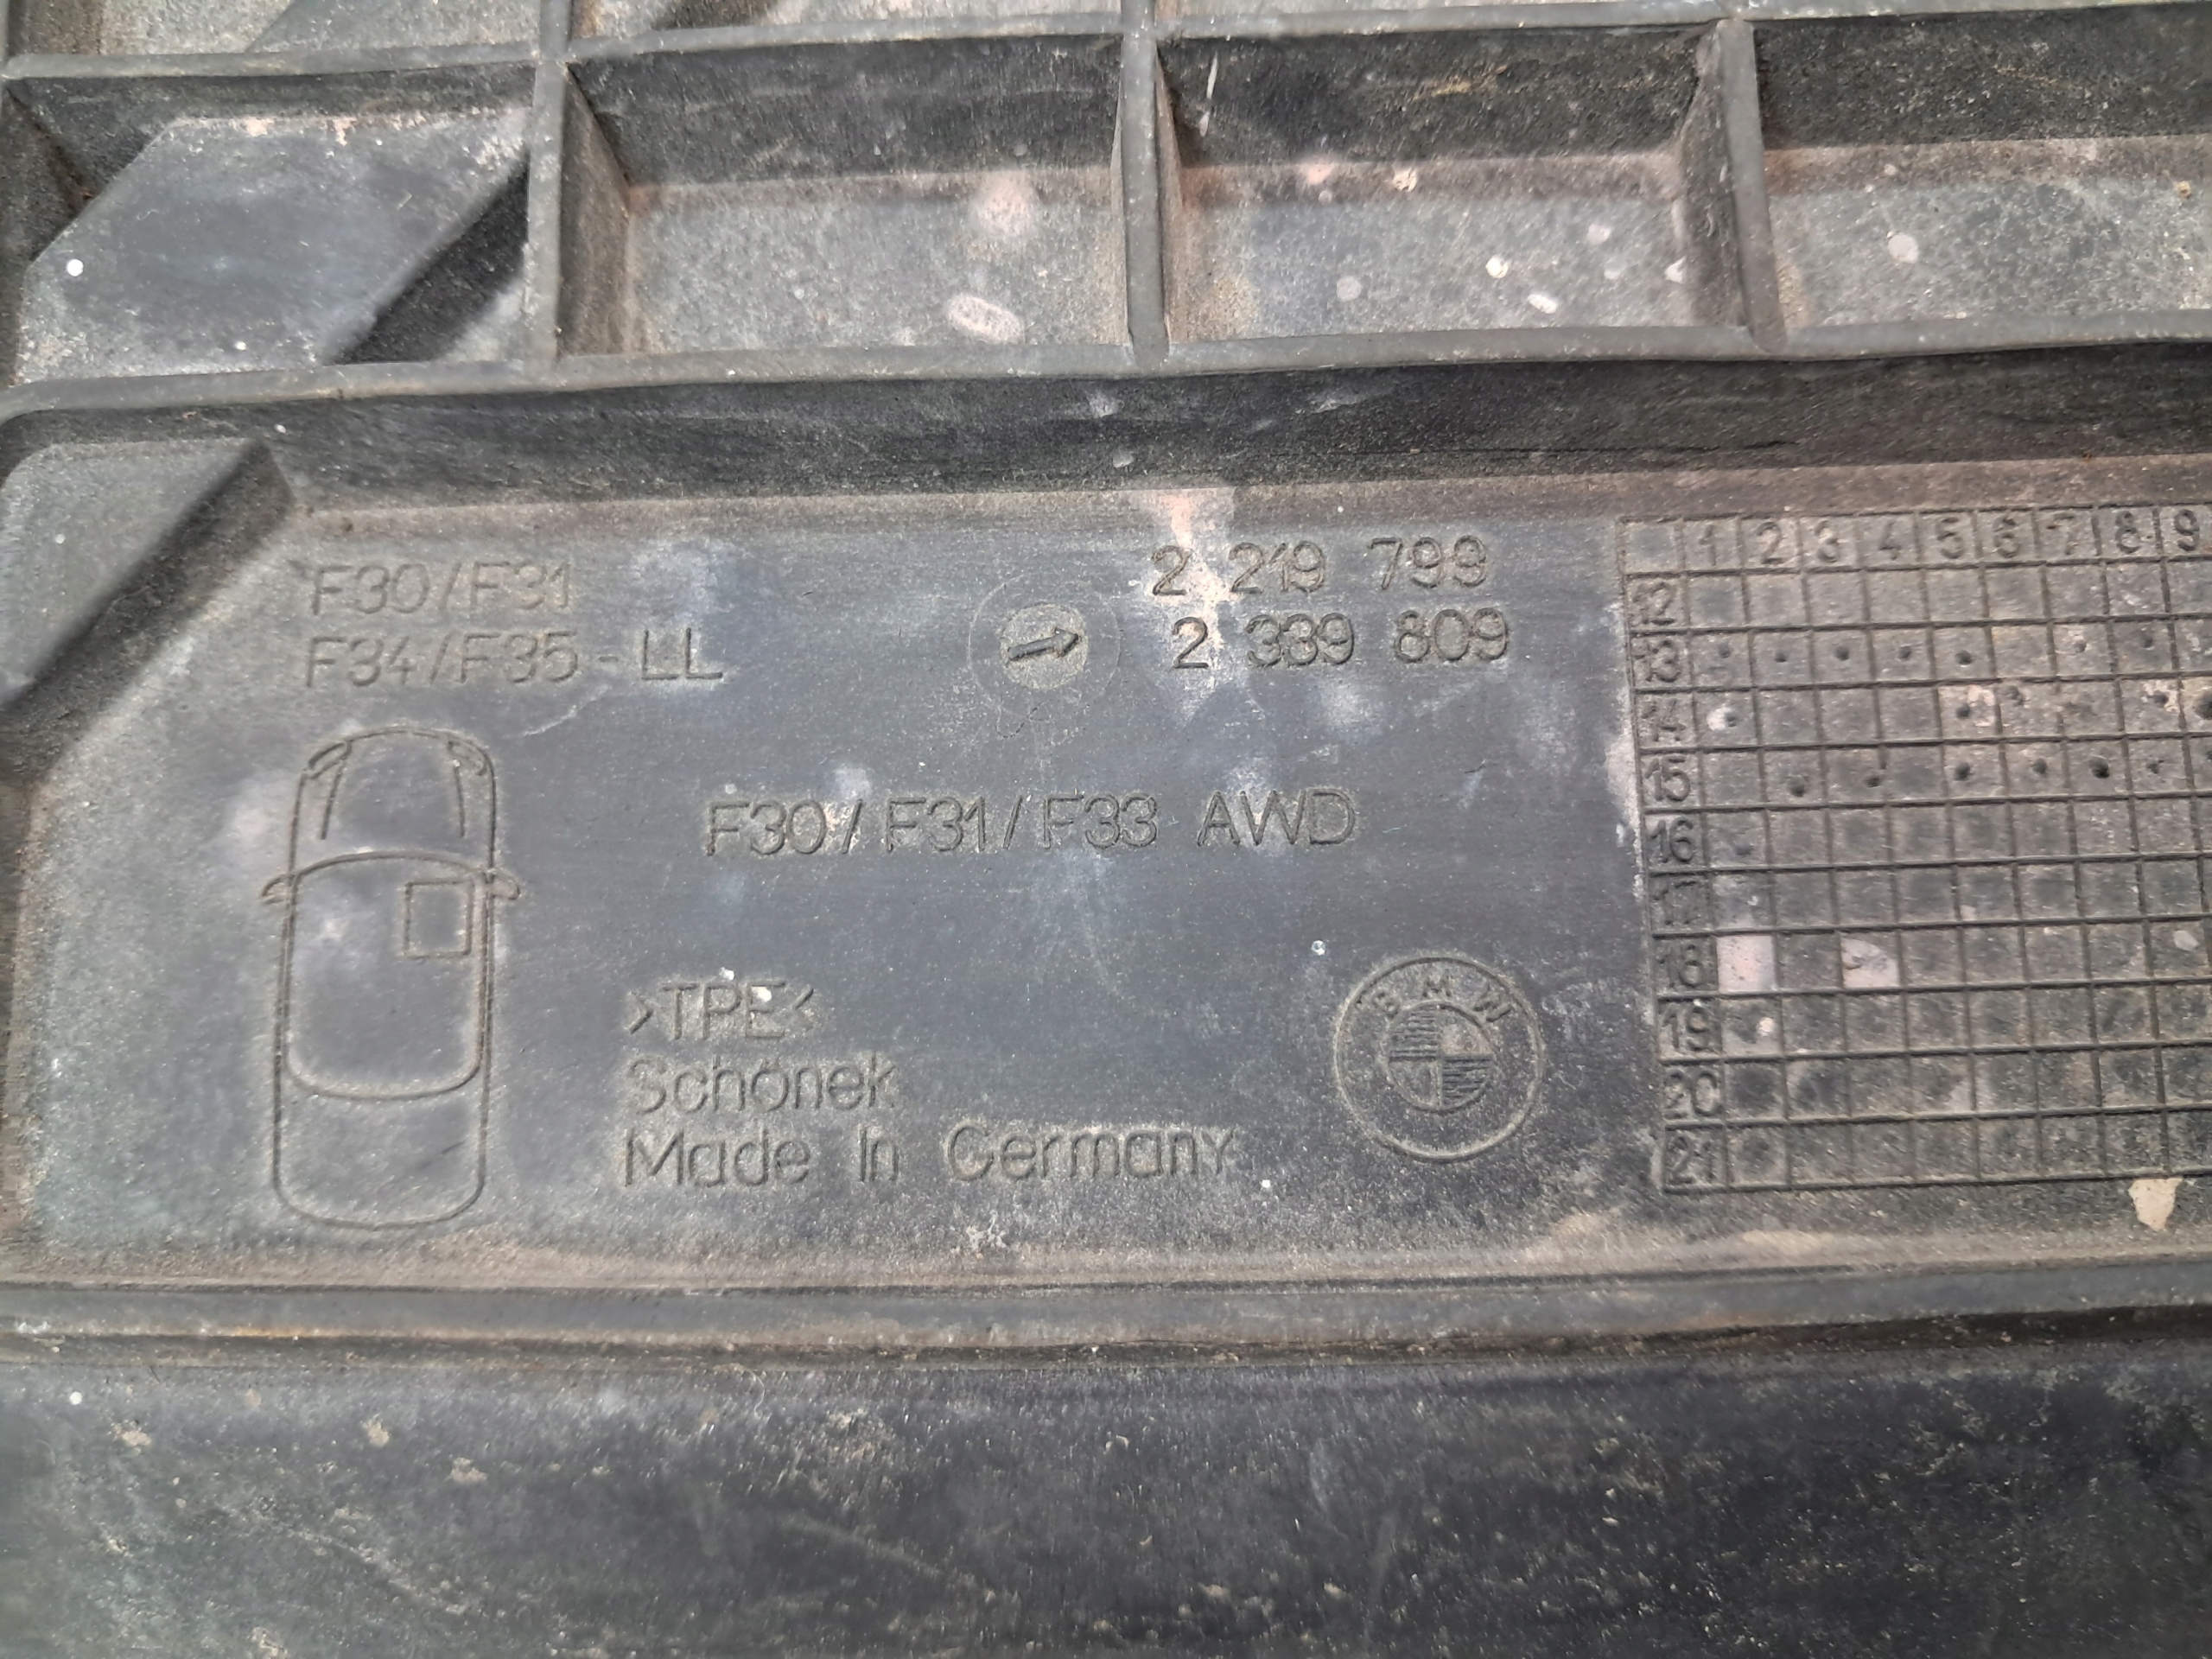 F30/F31
F34/F35-LL
2 219 799
2 339 809
F30/ F31/ F33 AWD
>TPE<
Schönek
Made In Germany
BMW
1 2 3 4 5 6 7 8 9
12
13
14
15
16
17
18
19
20
21